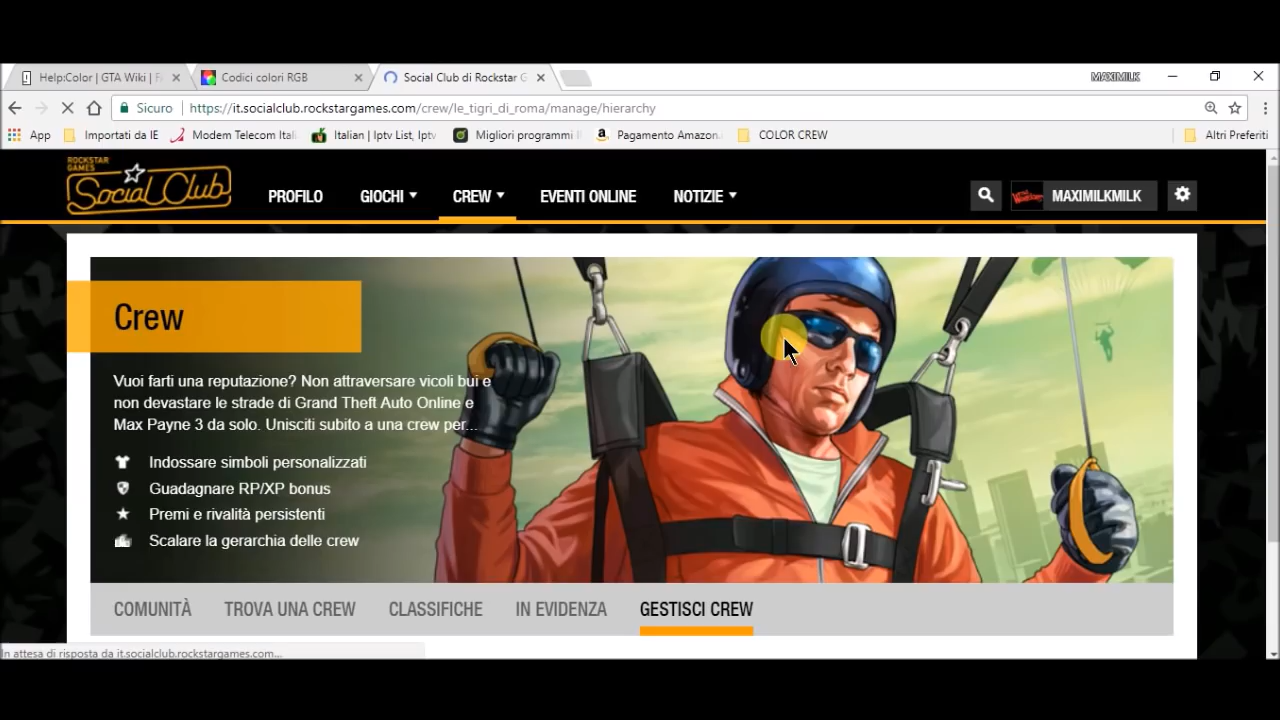 Help:Color | GTA Wiki | F
Codici colori RGB
Social Club di Rockstar G
MAXIMILK
Sicuro
https://it.socialclub.rockstargames.com/crew/le_tigri_di_roma/manage/hierarchy
App
Importati da IE
Modem Telecom Itali
Italian | Iptv List, Iptv
Migliori programmi
Pagamento Amazon.
COLOR CREW
Altri Preferiti
ROCKSTAR
GAMES
Social Club
PROFILO
GIOCHI
CREW
EVENTI ONLINE
NOTIZIE
MAXIMILKMILK
Crew
Vuoi farti una reputazione? Non attraversare vicoli bui e
non devastare le strade di Grand Theft Auto Online e
Max Payne 3 da solo. Unisciti subito a una crew per...
Indossare simboli personalizzati
Guadagnare RP/XP bonus
Premi e rivalità persistenti
Scalare la gerarchia delle crew
COMUNITÀ
TROVA UNA CREW
CLASSIFICHE
IN EVIDENZA
GESTISCI CREW
In attesa di risposta da it.socialclub.rockstargames.com...